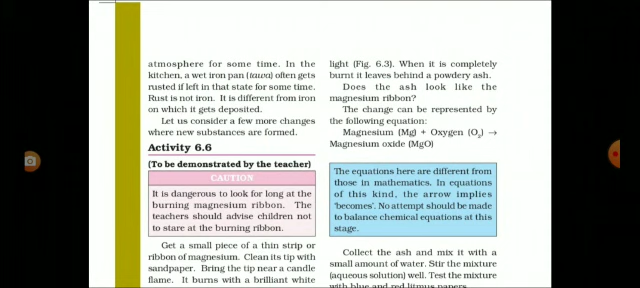 atmosphere for some time. In the
kitchen, a wet iron pan (tawa) often gets
rusted if left in that state for some time.
Rust is not iron. It is different from iron
on which it gets deposited.
Let us consider a few more changes
where new substances are formed.
Activity 6.6
(To be demonstrated by the teacher)
CAUTION
It is dangerous to look for long at the
burning magnesium ribbon. The
teachers should advise children not
to stare at the burning ribbon.
Get a small piece of a thin strip or
ribbon of magnesium. Clean its tip with
sandpaper. Bring the tip near a candle
flame. It burns with a brilliant white
light (Fig. 6.3). When it is completely
burnt it leaves behind a powdery ash.
Does the ash look like the
magnesium ribbon?
The change can be represented by
the following equation:
Magnesium (Mg) + Oxygen (O₂) →
Magnesium oxide (MgO)
The equations here are different from
those in mathematics. In equations
of this kind, the arrow implies
'becomes'. No attempt should be made
to balance chemical equations at this
stage.
Collect the ash and mix it with a
small amount of water. Stir the mixture
(aqueous solution) well. Test the mixture
with blue and red litmus papers.